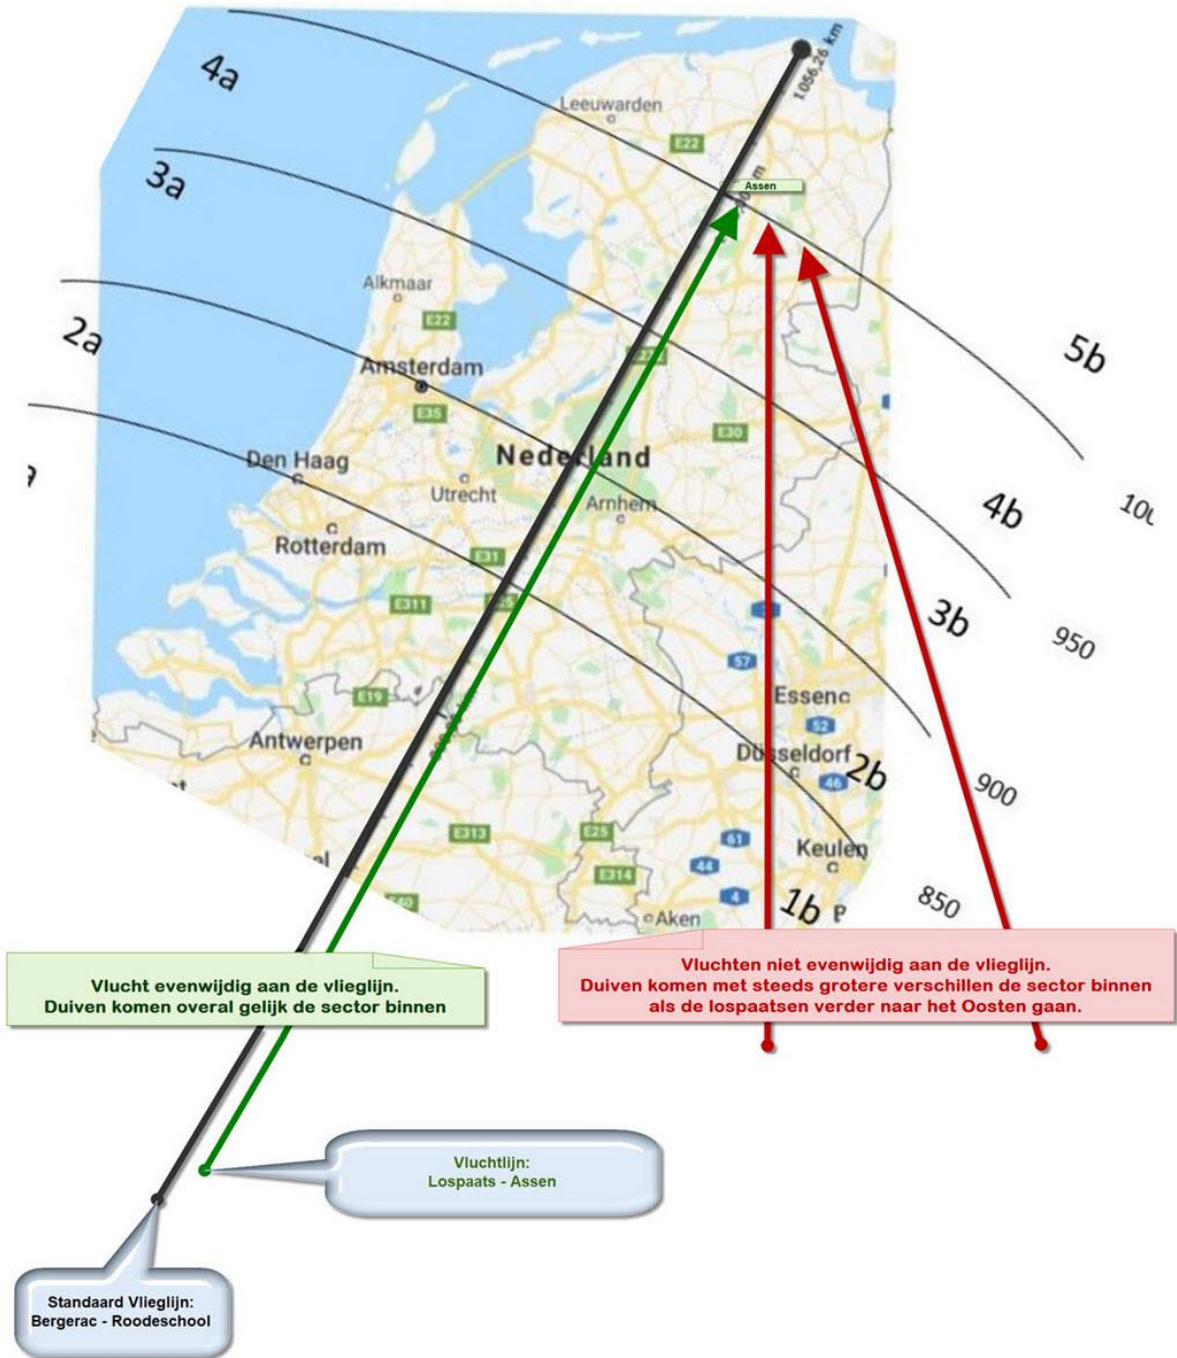 4a
1.056,26 km
Leeuwarden
E22
3a
Assen
Alkmaar
E22
2a
Amsterdam
5b
E35
E30
Nederland
Den Haag
Utrecht
Arnhem
4b
Rotterdam
E31
E311
3b
950
57
E19
Essen
52
Antwerpen
Düsseldorf
2b
46
900
E313
E25
61
Keulen
44
E314
4
1b
850
Aken
Vlucht evenwijdig aan de vlieglijn.
Duiven komen overal gelijk de sector binnen
Vluchten niet evenwijdig aan de vlieglijn.
Duiven komen met steeds grotere verschillen de sector binnen
als de lospaatsen verder naar het Oosten gaan.
Vluchtlijn:
Lospaats - Assen
Standaard Vlieglijn:
Bergerac - Roodeschool